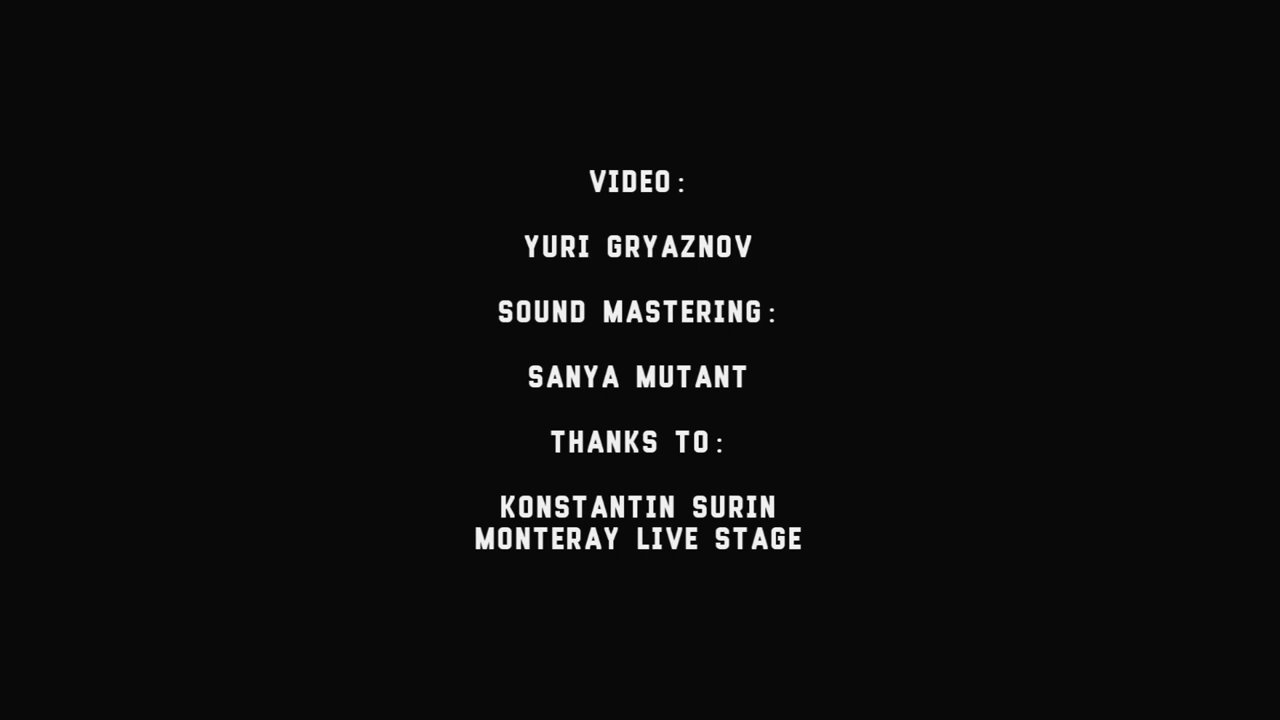 VIDEO:
YURI GRYAZNOV
SOUND MASTERING:
SANYA MUTANT
THANKS TO:
KONSTANTIN SURIN
MONTERAY LIVE STAGE